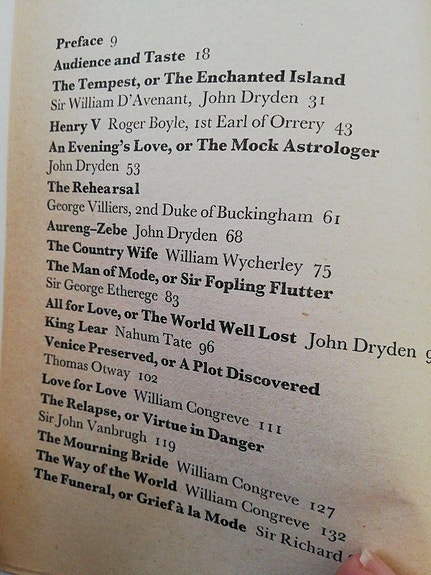 Preface 9
Audience and Taste 18
The Tempest, or The Enchanted Island
Sir William D'Avenant, John Dryden 31
Henry V Roger Boyle, 1st Earl of Orrery 43
An Evening's Love, or The Mock Astrologer
John Dryden 53
The Rehearsal
George Villiers, 2nd Duke of Buckingham 61
Aureng-Zebe John Dryden 68
The Country Wife William Wycherley 75
The Man of Mode, or Sir Fopling Flutter
Sir George Etherege 83
All for Love, or The World Well Lost John Dryden
King Lear Nahum Tate 96
Venice Preserved, or A Plot Discovered
Thomas Otway 102
Love for Love William Congreve 111
The Relapse, or Virtue in Danger
Sir John Vanbrugh 119
The Mourning Bride William Congreve 127
The Way of the World William Congreve 132
The Funeral, or Grief à la Mode Sir Richard